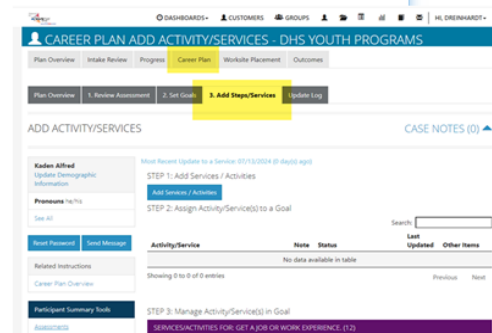 DASHBOARDS CUSTOMERS GROUPS HI, DREINHARDT
CAREER PLAN ADD ACTIVITY/SERVICES - DHS YOUTH PROGRAMS
Plan Overview Intake Review Progress Career Plan Worksite Placement Outcomes
Plan Overview 1. Review Assessment 2. Set Goals 3. Add Steps/Services Update Log
ADD ACTIVITY/SERVICES CASE NOTES (0)
Kaden Alfred
Update Demographic
Information
Pronouns he/his
See All
Reset Password Send Message
Related Instructions
Career Plan Overview
Participant Summary Tools
Assessments
Most Recent Update to a Service: 07/13/2024 (0 day(s) ago)
STEP 1: Add Services / Activities
Add Services / Activities
STEP 2: Assign Activity/Service(s) to a Goal
Search:
Activity/Service Note Status Last Updated Other Items
No data available in table
Showing 0 to 0 of 0 entries Previous Next
STEP 3: Manage Activity/Service(s) in Goal
SERVICES/ACTIVITIES FOR: GET A JOB OR WORK EXPERIENCE. (12)